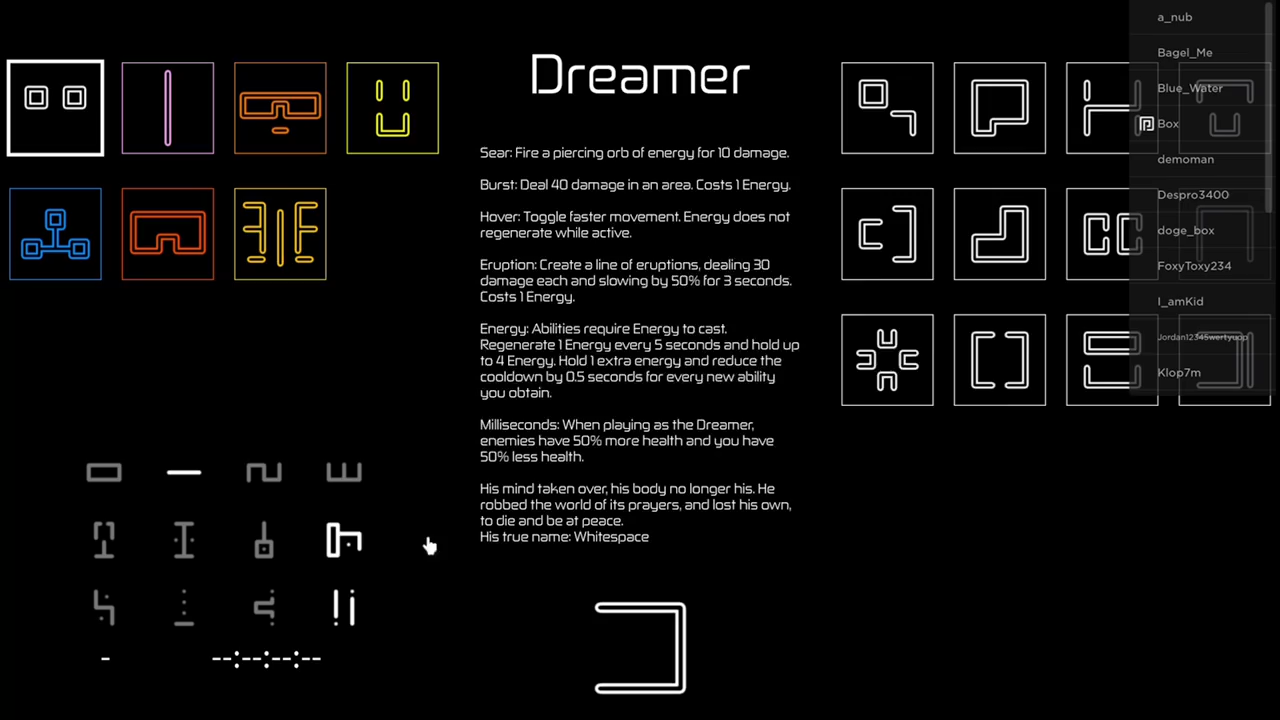 Dreamer
Sear: Fire a piercing orb of energy for 10 damage.
Burst: Deal 40 damage in an area. Costs 1 Energy.
Hover: Toggle faster movement. Energy does not
regenerate while active.
Eruption: Create a line of eruptions, dealing 30
damage each and slowing by 50% for 3 seconds.
Costs 1 Energy.
Energy: Abilities require Energy to cast.
Regenerate 1 Energy every 5 seconds and hold up
to 4 Energy. Hold 1 extra energy and reduce the
cooldown by 0.5 seconds for every new ability
you obtain.
Milliseconds: When playing as the Dreamer,
enemies have 50% more health and you have
50% less health.
His mind taken over, his body no longer his. He
robbed the world of its prayers, and lost his own,
to die and be at peace.
His true name: Whitespace
- --:--:--:--
a_nub
Bagel_Me
Blue_Water
Box
demoman
Despro3400
doge_box
FoxyToxy234
I_amKid
Klop7m